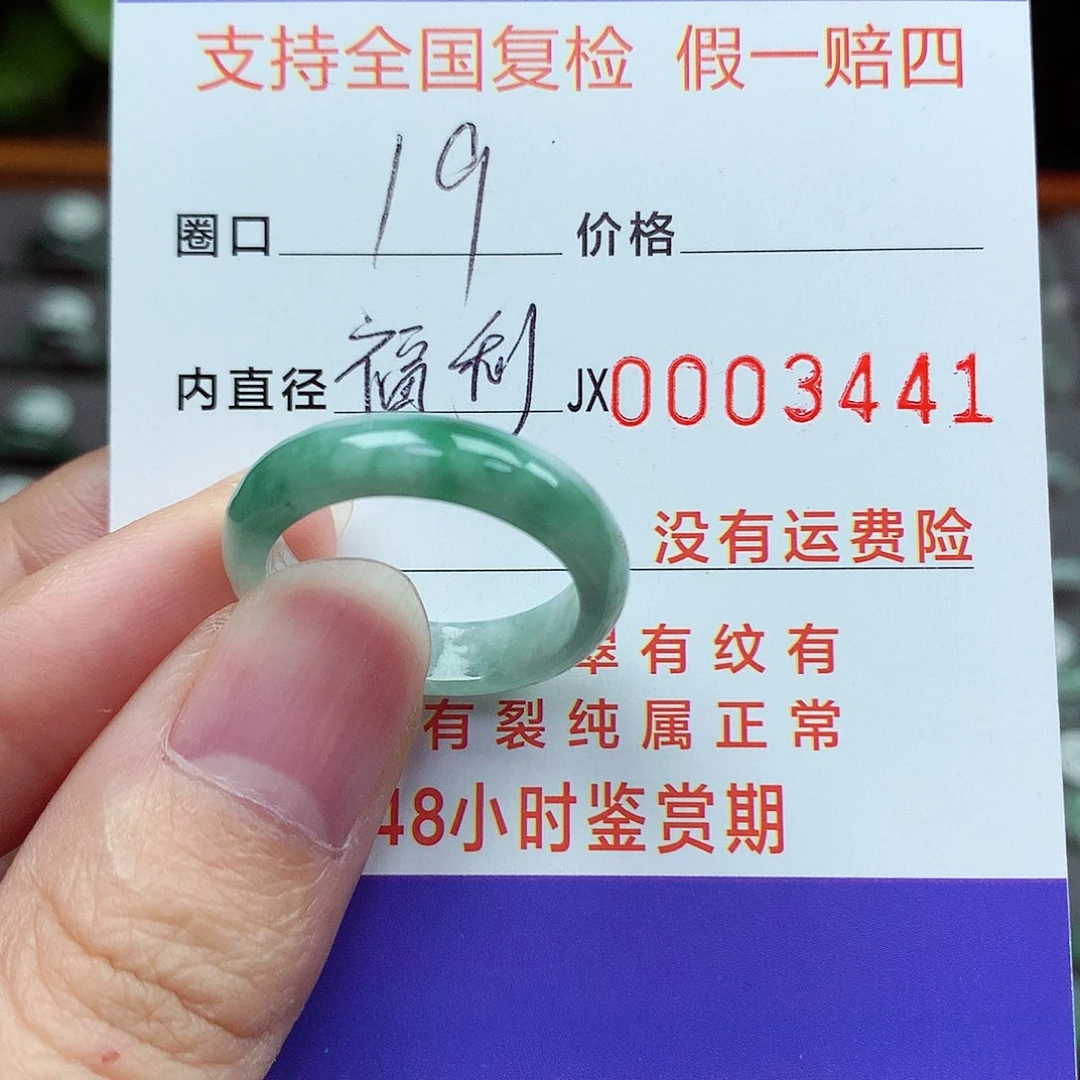 支持全国复检 假一赔四
圈口 19 价格
内直径 福利 JX0003441
没有运费险
翠有纹有
有裂纯属正常
48小时鉴赏期